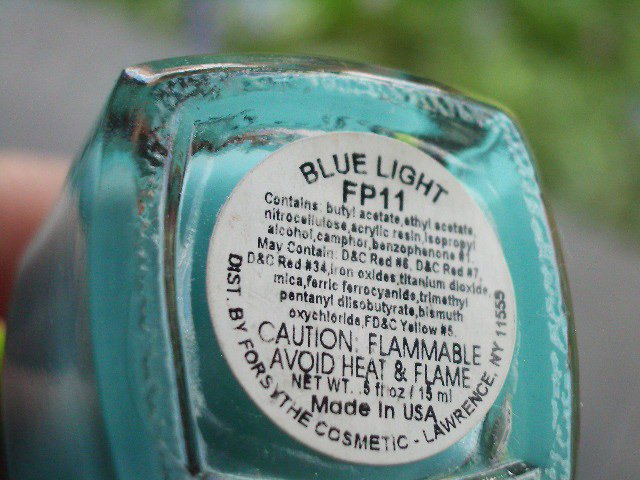 BLUE LIGHT
FP11
Contains: butyl acetate,ethyl acetate,
nitrocellulose,acrylic resin,isopropyl
alcohol,camphor,benzophenone #1.
May Contain: D&C Red #6, D&C Red #7,
D&C Red #34,iron oxides,titanium dioxide,
mica,ferric ferrocyanide,trimethyl
pentanyl diisobutyrate,bismuth
oxychloride,FD&C Yellow #5.
CAUTION: FLAMMABLE
AVOID HEAT & FLAME
NET WT. .5 fl oz / 15 ml
Made In USA
DIST. BY FORSYTHE COSMETIC - LAWRENCE, NY 11559